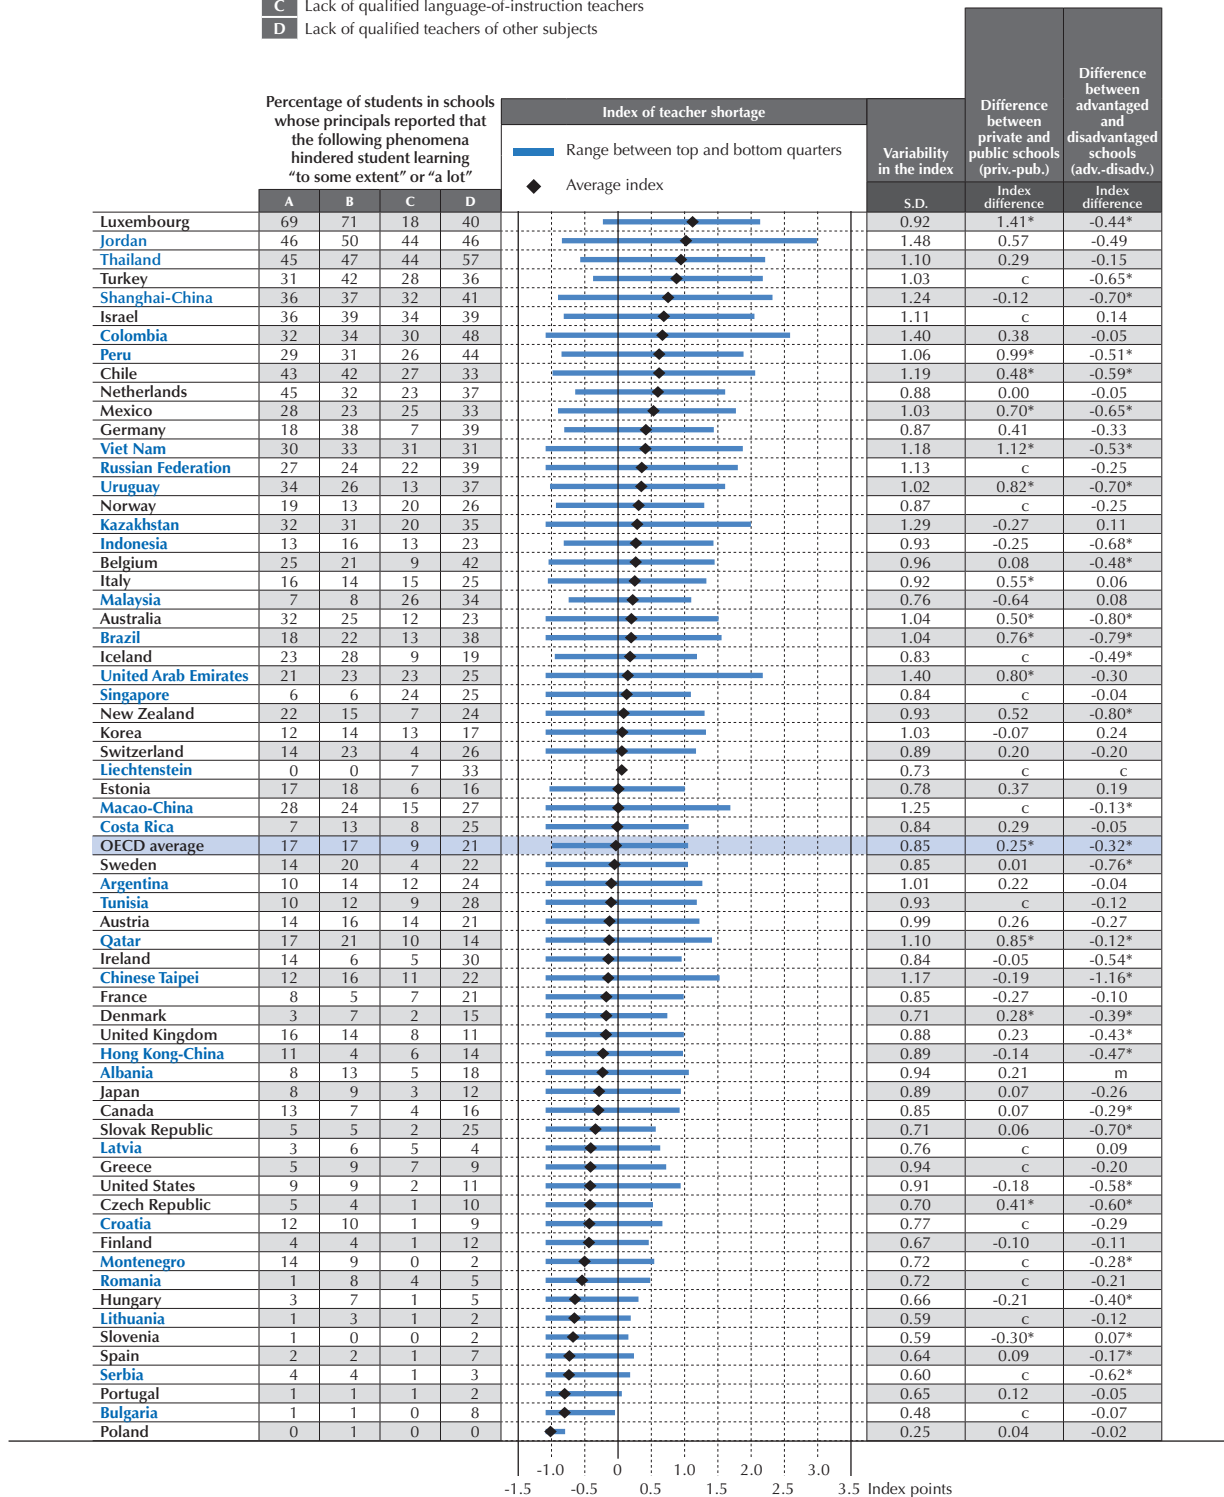 C Lack of qualified language-of-instruction teachers
D Lack of qualified teachers of other subjects
Percentage of students in schools
whose principals reported that
the following phenomena
hindered student learning
“to some extent” or “a lot”
Index of teacher shortage
Range between top and bottom quarters
Average index
Variability
in the index
Difference
between
private and
public schools
(priv.-pub.)
Difference
between
advantaged
and
disadvantaged
schools
(adv.-disadv.)
A B C D S.D. Index
difference Index
difference
Luxembourg 69 71 18 40 0.92 1.41* -0.44*
Jordan 46 50 44 46 1.48 0.57 -0.49
Thailand 45 47 44 57 1.10 0.29 -0.15
Turkey 31 42 28 36 1.03 c -0.65*
Shanghai-China 36 37 32 41 1.24 -0.12 -0.70*
Israel 36 39 34 39 1.11 c 0.14
Colombia 32 34 30 48 1.40 0.38 -0.05
Peru 29 31 26 44 1.06 0.99* -0.51*
Chile 43 42 27 33 1.19 0.48* -0.59*
Netherlands 45 32 23 37 0.88 0.00 -0.05
Mexico 28 23 25 33 1.03 0.70* -0.65*
Germany 18 38 7 39 0.87 0.41 -0.33
Viet Nam 30 33 31 31 1.18 1.12* -0.53*
Russian Federation 27 24 22 39 1.13 c -0.25
Uruguay 34 26 13 37 1.02 0.82* -0.70*
Norway 19 13 20 26 0.87 c -0.25
Kazakhstan 32 31 20 35 1.29 -0.27 0.11
Indonesia 13 16 13 23 0.93 -0.25 -0.68*
Belgium 25 21 9 42 0.96 0.08 -0.48*
Italy 16 14 15 25 0.92 0.55* 0.06
Malaysia 7 8 26 34 0.76 -0.64 0.08
Australia 32 25 12 23 1.04 0.50* -0.80*
Brazil 18 22 13 38 1.04 0.76* -0.79*
Iceland 23 28 9 19 0.83 c -0.49*
United Arab Emirates 21 23 23 25 1.40 0.80* -0.30
Singapore 6 6 24 25 0.84 c -0.04
New Zealand 22 15 7 24 0.93 0.52 -0.80*
Korea 12 14 13 17 1.03 -0.07 0.24
Switzerland 14 23 4 26 0.89 0.20 -0.20
Liechtenstein 0 0 7 33 0.73 c c
Estonia 17 18 6 16 0.78 0.37 0.19
Macao-China 28 24 15 27 1.25 c -0.13*
Costa Rica 7 13 8 25 0.84 0.29 -0.05
OECD average 17 17 9 21 0.85 0.25* -0.32*
Sweden 14 20 4 22 0.85 0.01 -0.76*
Argentina 10 14 12 24 1.01 0.22 -0.04
Tunisia 10 12 9 28 0.93 c -0.12
Austria 14 16 14 21 0.99 0.26 -0.27
Qatar 17 21 10 14 1.10 0.85* -0.12*
Ireland 14 6 5 30 0.84 -0.05 -0.54*
Chinese Taipei 12 16 11 22 1.17 -0.19 -1.16*
France 8 5 7 21 0.85 -0.27 -0.10
Denmark 3 7 2 15 0.71 0.28* -0.39*
United Kingdom 16 14 8 11 0.88 0.23 -0.43*
Hong Kong-China 11 4 6 14 0.89 -0.14 -0.47*
Albania 8 13 5 18 0.94 0.21 m
Japan 8 9 3 12 0.89 0.07 -0.26
Canada 13 7 4 16 0.85 0.07 -0.29*
Slovak Republic 5 5 2 25 0.71 0.06 -0.70*
Latvia 3 6 5 4 0.76 c 0.09
Greece 5 9 7 9 0.94 c -0.20
United States 9 9 2 11 0.91 -0.18 -0.58*
Czech Republic 5 4 1 10 0.70 0.41* -0.60*
Croatia 12 10 1 9 0.77 c -0.29
Finland 4 4 1 12 0.67 -0.10 -0.11
Montenegro 14 9 0 2 0.72 c -0.28*
Romania 1 8 4 5 0.72 c -0.21
Hungary 3 7 1 5 0.66 -0.21 -0.40*
Lithuania 1 3 1 2 0.59 c -0.12
Slovenia 1 0 0 2 0.59 -0.30* 0.07*
Spain 2 2 1 7 0.64 0.09 -0.17*
Serbia 4 4 1 3 0.60 c -0.62*
Portugal 1 1 1 2 0.65 0.12 -0.05
Bulgaria 1 1 0 8 0.48 c -0.07
Poland 0 1 0 0 0.25 0.04 -0.02
-1.0 0 1.0 2.0 3.0
-1.5 -0.5 0.5 1.5 2.5 3.5 Index points